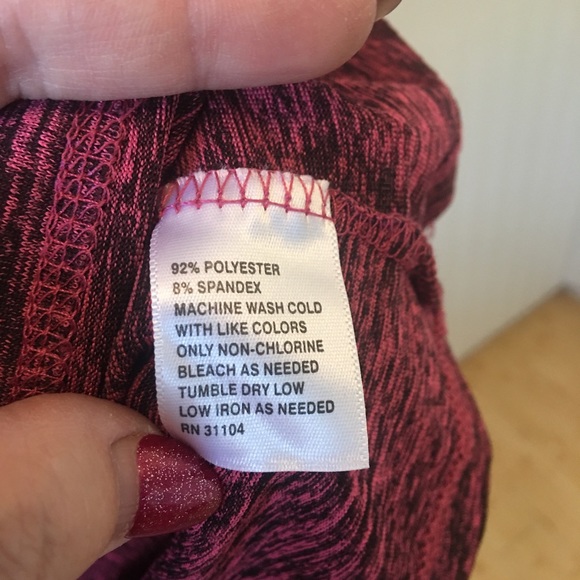 92% POLYESTER
8% SPANDEX
MACHINE WASH COLD
WITH LIKE COLORS
ONLY NON-CHLORINE
BLEACH AS NEEDED
TUMBLE DRY LOW
LOW IRON AS NEEDED
RN 31104